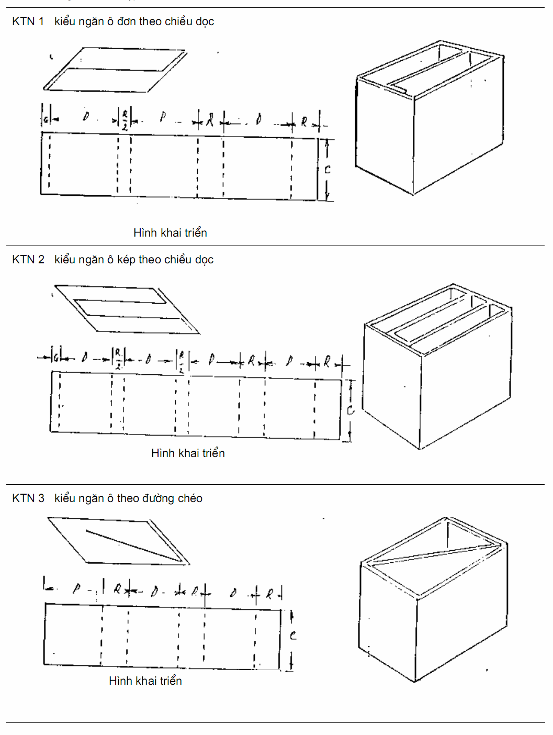 KTN 1 kiểu ngăn ô đơn theo chiều dọc
G D R/2 D R D R
C
Hình khai triển
KTN 2 kiểu ngăn ô kép theo chiều dọc
G D R/2 D R/2 D R D R
C
Hình khai triển
KTN 3 kiểu ngăn ô theo đường chéo
D R D R D R
C
Hình khai triển